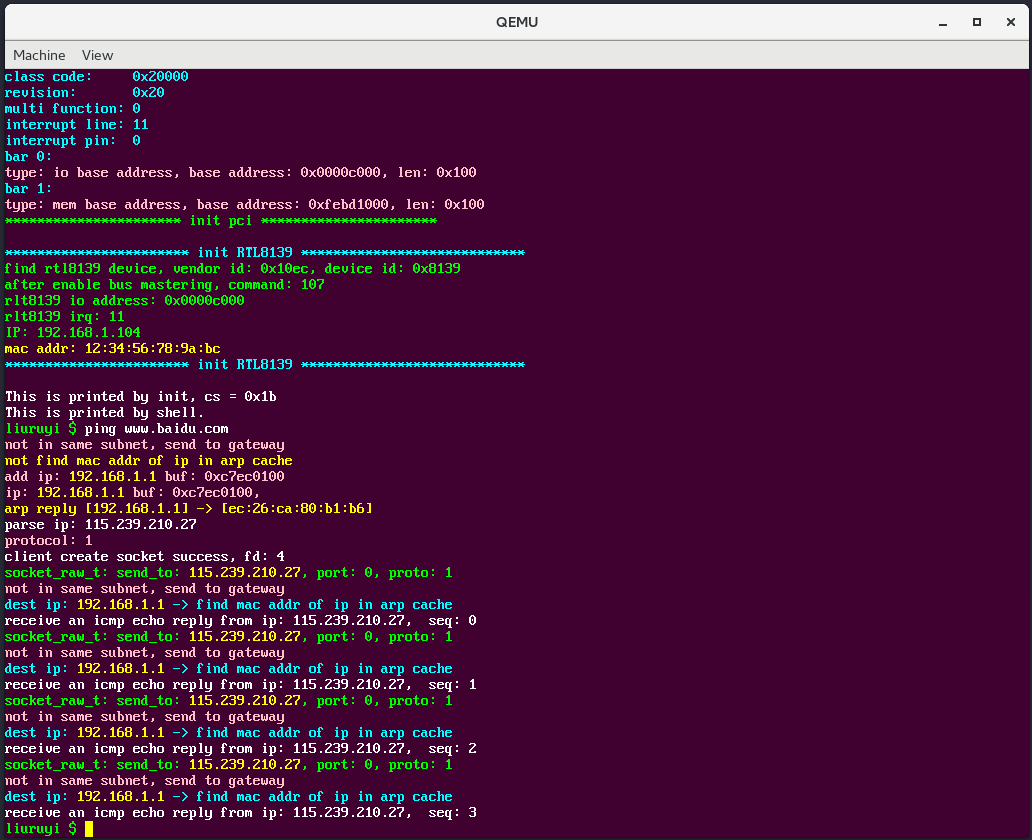 QEMU
Machine View
class code: 0x20000
revision: 0x20
multi function: 0
interrupt line: 11
interrupt pin: 0
bar 0:
type: io base address, base address: 0x0000c000, len: 0x100
bar 1:
type: mem base address, base address: 0xfebd1000, len: 0x100
********************** init pci **********************
*********************** init RTL8139 ****************************
find rtl8139 device, vendor id: 0x10ec, device id: 0x8139
after enable bus mastering, command: 107
rlt8139 io address: 0x0000c000
rlt8139 irq: 11
IP: 192.168.1.104
mac addr: 12:34:56:78:9a:bc
*********************** init RTL8139 ****************************
This is printed by init, cs = 0x1b
This is printed by shell.
liuruyi $ ping www.baidu.com
not in same subnet, send to gateway
not find mac addr of ip in arp cache
add ip: 192.168.1.1 buf: 0xc7ec0100
ip: 192.168.1.1 buf: 0xc7ec0100,
arp reply [192.168.1.1] -> [ec:26:ca:80:b1:b6]
parse ip: 115.239.210.27
protocol: 1
client create socket success, fd: 4
socket_raw_t: send_to: 115.239.210.27, port: 0, proto: 1
not in same subnet, send to gateway
dest ip: 192.168.1.1 -> find mac addr of ip in arp cache
receive an icmp echo reply from ip: 115.239.210.27,  seq: 0
socket_raw_t: send_to: 115.239.210.27, port: 0, proto: 1
not in same subnet, send to gateway
dest ip: 192.168.1.1 -> find mac addr of ip in arp cache
receive an icmp echo reply from ip: 115.239.210.27,  seq: 1
socket_raw_t: send_to: 115.239.210.27, port: 0, proto: 1
not in same subnet, send to gateway
dest ip: 192.168.1.1 -> find mac addr of ip in arp cache
receive an icmp echo reply from ip: 115.239.210.27,  seq: 2
socket_raw_t: send_to: 115.239.210.27, port: 0, proto: 1
not in same subnet, send to gateway
dest ip: 192.168.1.1 -> find mac addr of ip in arp cache
receive an icmp echo reply from ip: 115.239.210.27,  seq: 3
liuruyi $